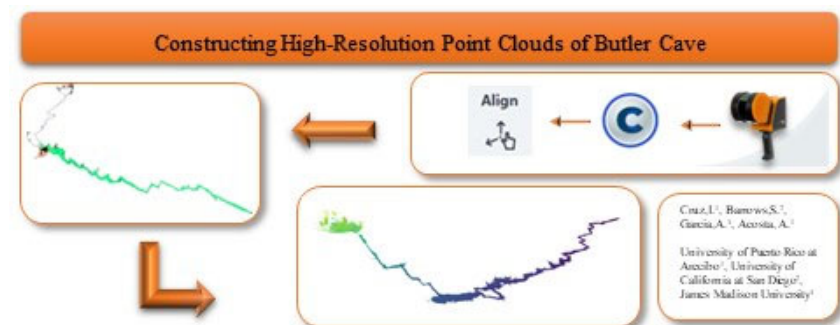 Constructing High-Resolution Point Clouds of Butler Cave
Align
C
Cruz,I.¹, Burrows,S.²,
Garcia,A.³, Acosta, A.³
University of Puerto Rico at
Arecibo¹, University of
California at San Diego²,
James Madison University³